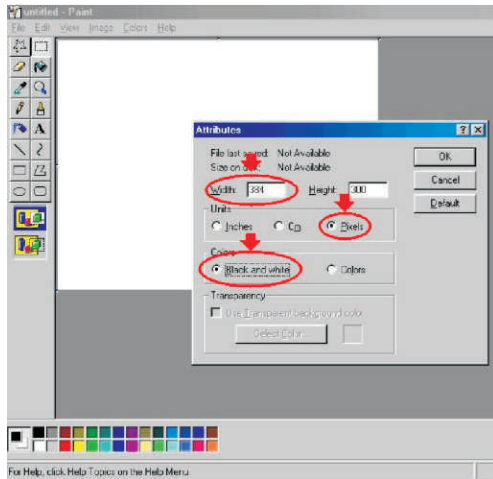 untitled - Paint
File Edit View Image Colors Help
A
Attributes
File last saved: Not Available
Size on disk: Not Available
OK
Width: 384 Height: 300
Cancel
Units
Default
Inches Cm Pixels
Colors
Black and white Colors
Transparency
Use Transparent background color
Select Color...
For Help, click Help Topics on the Help Menu.